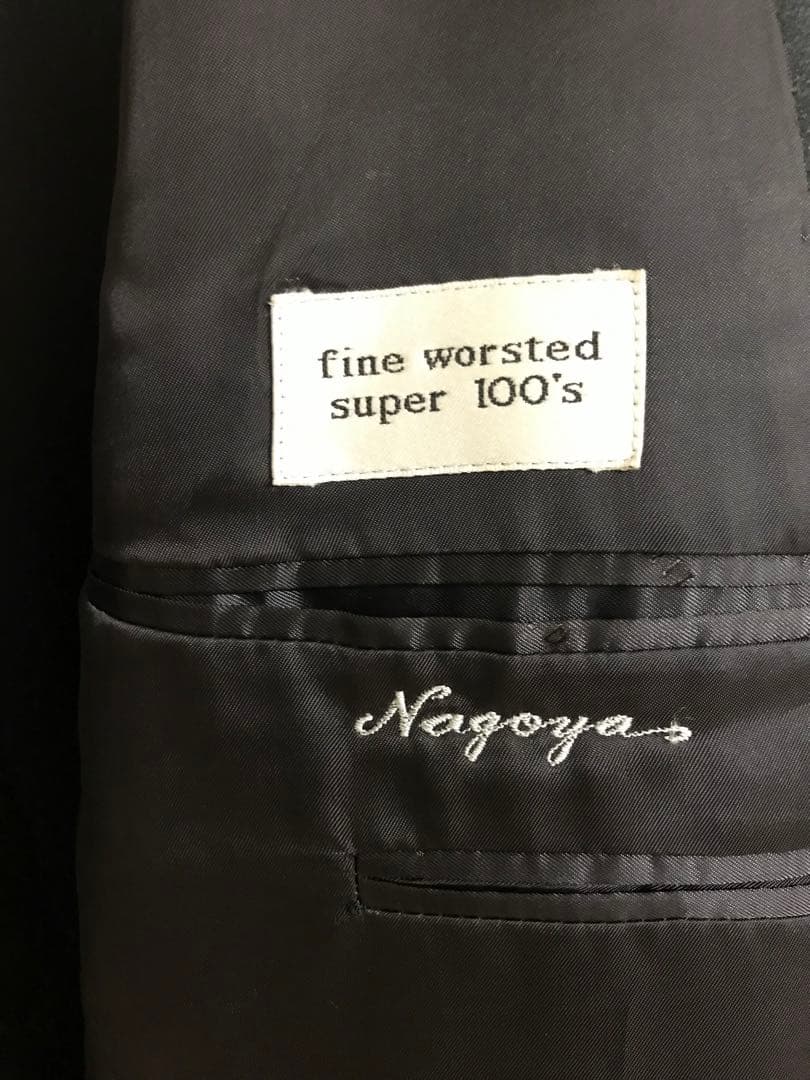 fine worsted
super 100's
Nagoya